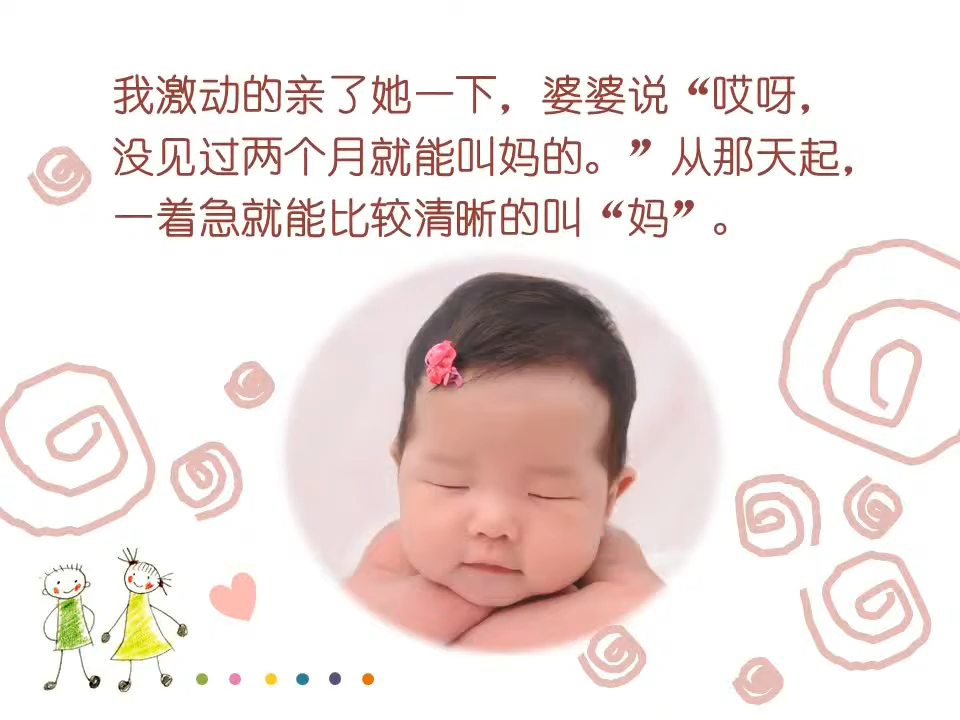 我激动的亲了她一下，婆婆说“哎呀，
没见过两个月就能叫妈的。”从那天起，
一着急就能比较清晰的叫“妈”。